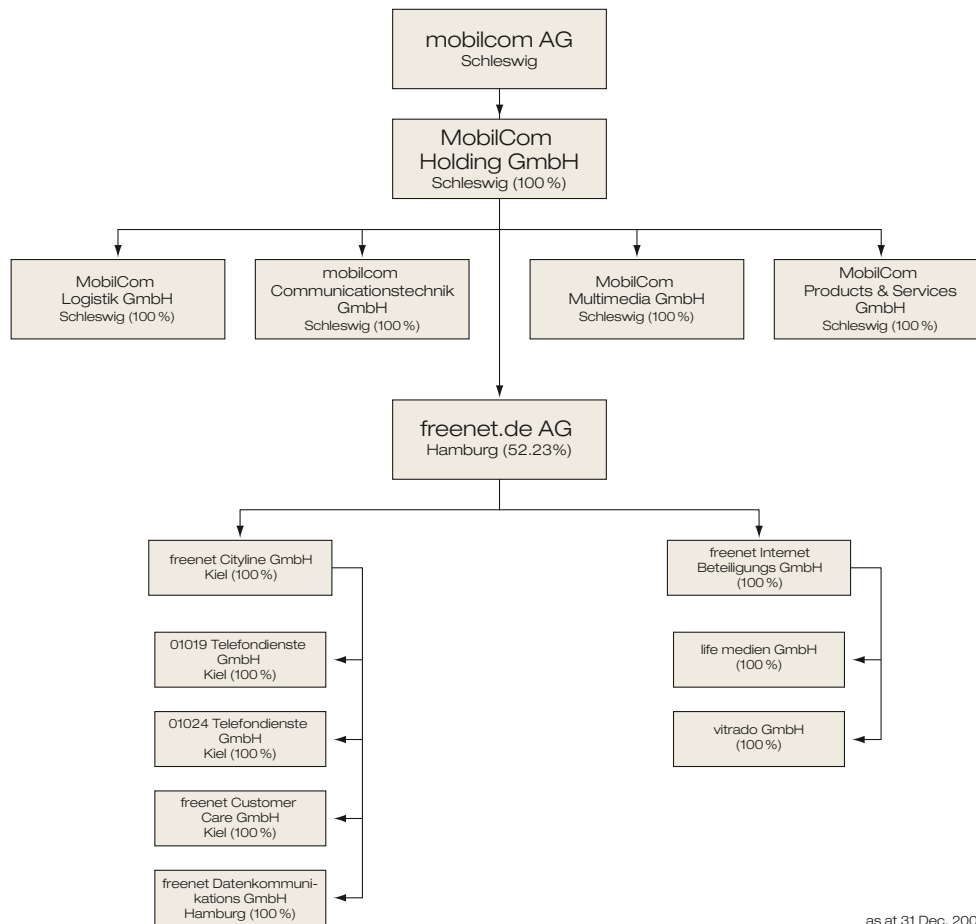 mobilcom AG
Schleswig
MobilCom
Holding GmbH
Schleswig (100 %)
MobilCom
Logistik GmbH
Schleswig (100 %)
mobilcom
Communicationstechnik
GmbH
Schleswig (100 %)
MobilCom
Multimedia GmbH
Schleswig (100 %)
MobilCom
Products & Services
GmbH
Schleswig (100 %)
freenet.de AG
Hamburg (52.23%)
freenet Cityline GmbH
Kiel (100 %)
01019 Telefondienste
GmbH
Kiel (100 %)
01024 Telefondienste
GmbH
Kiel (100 %)
freenet Customer
Care GmbH
Kiel (100 %)
freenet Datenkommuni-
kations GmbH
Hamburg (100 %)
freenet Internet
Beteiligungs GmbH
(100 %)
life medien GmbH
(100 %)
vitrado GmbH
(100 %)
as at 31 Dec.